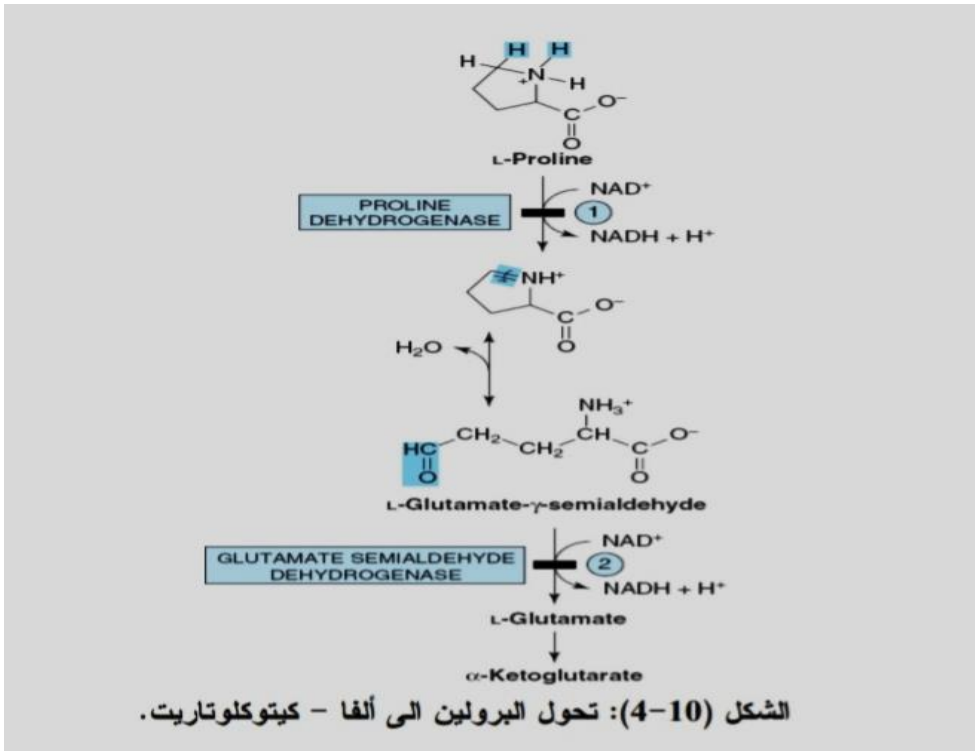 H H
H N H
+
C O⁻
O
L-Proline
NAD⁺
PROLINE
DEHYDROGENASE
1
NADH + H⁺
NH⁺
C O⁻
O
H₂O
NH₃⁺
HC CH₂ CH₂ CH C O⁻
O O
L-Glutamate-γ-semialdehyde
NAD⁺
GLUTAMATE SEMIALDEHYDE
DEHYDROGENASE
2
NADH + H⁺
L-Glutamate
α-Ketoglutarate
الشكل (10-4): تحول البرولين الى ألفا - كيتوكلوتاريت.